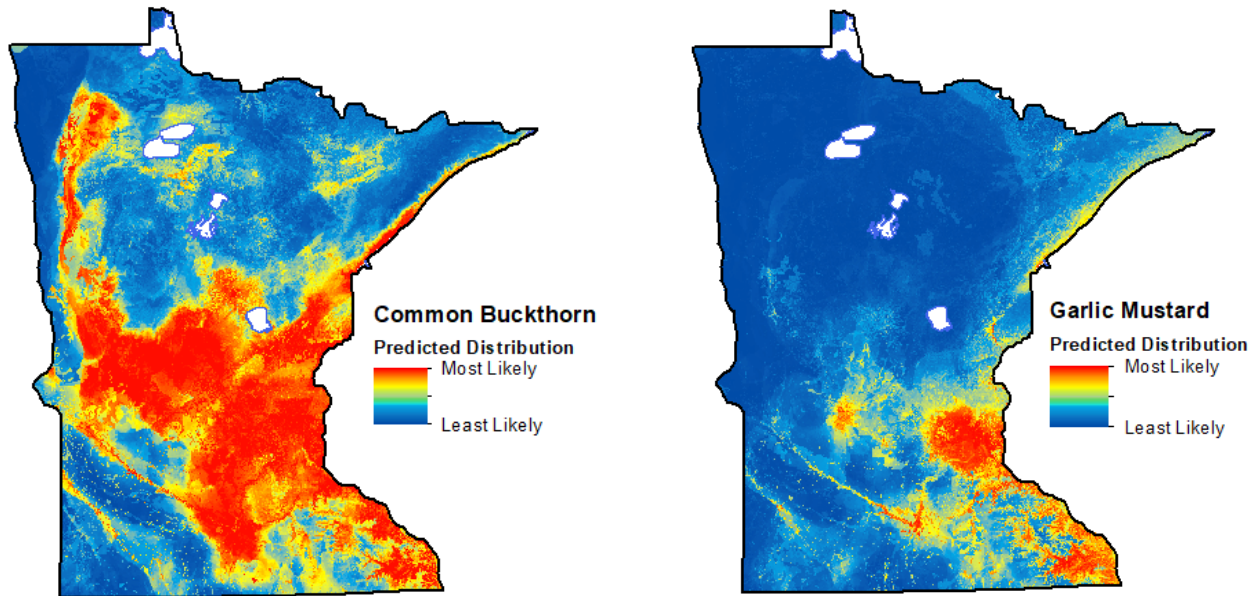 Common Buckthorn
Predicted Distribution
Most Likely
Least Likely
Garlic Mustard
Predicted Distribution
Most Likely
Least Likely